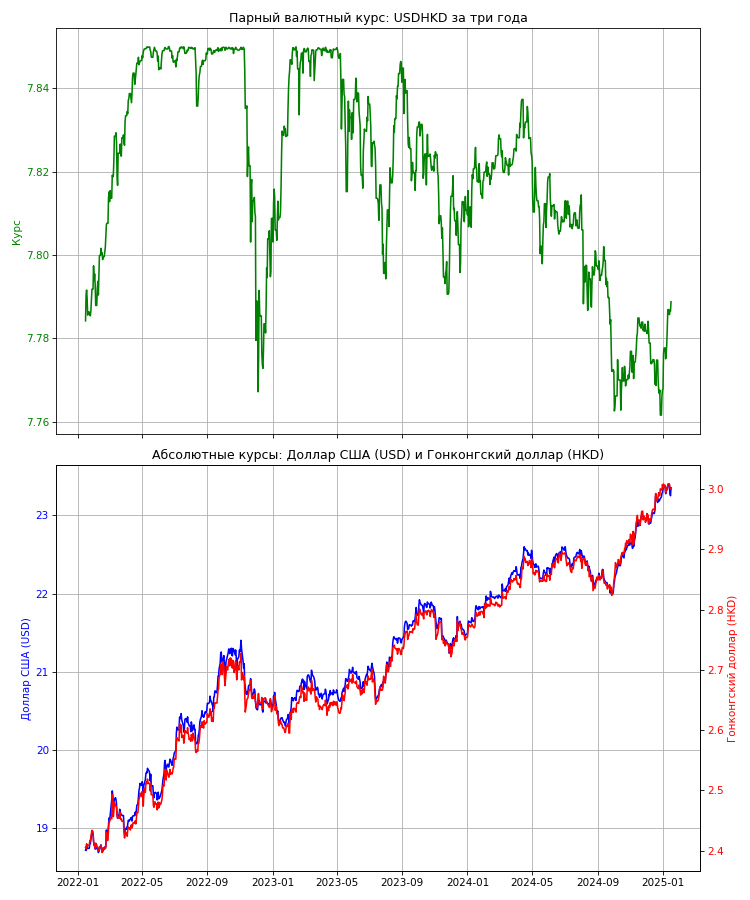 Парный валютный курс: USDHKD за три года
7.84
7.82
7.80
7.78
7.76
Курс
Абсолютные курсы: Доллар США (USD) и Гонконгский доллар (HKD)
23
22
21
20
19
Доллар США (USD)
3.0
2.9
2.8
2.7
2.6
2.5
2.4
Гонконгский доллар (HKD)
2022-01 2022-05 2022-09 2023-01 2023-05 2023-09 2024-01 2024-05 2024-09 2025-01